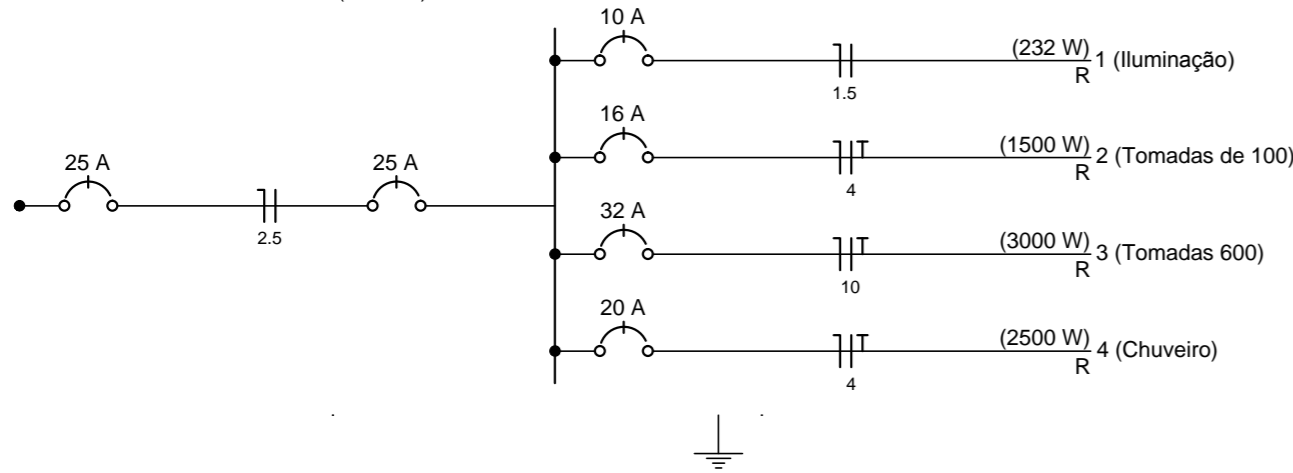 10 A
(232 W)
R
1 (Iluminação)
1.5
16 A
(1500 W)
R
2 (Tomadas de 100)
4
25 A
2.5
25 A
32 A
(3000 W)
R
3 (Tomadas 600)
10
20 A
(2500 W)
R
4 (Chuveiro)
4